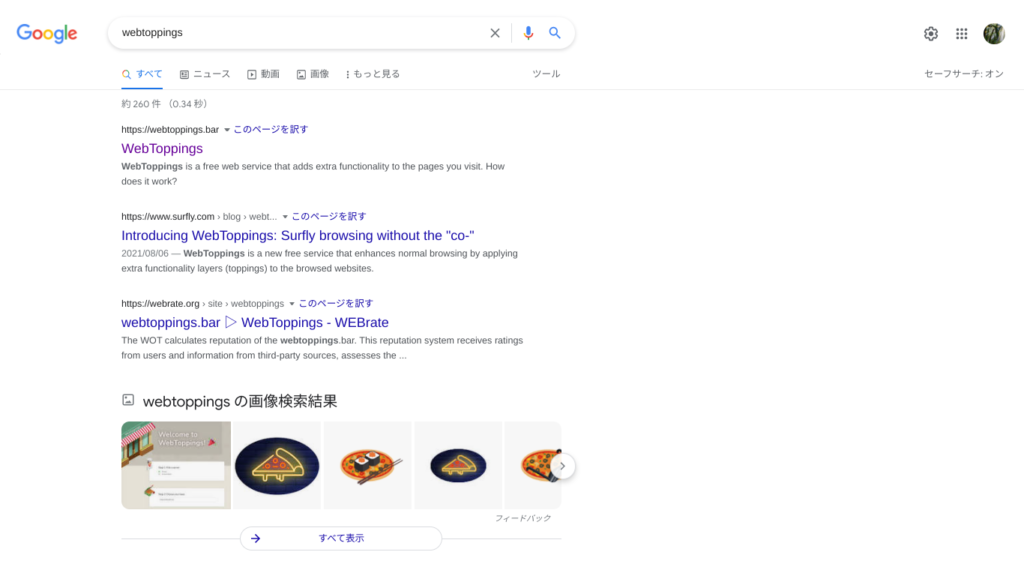 Google
webtoppings
すべて ニュース 動画 画像 もっと見る ツール セーフサーチ: オン
約 260 件 （0.34 秒）
https://webtoppings.bar このページを訳す
WebToppings
WebToppings is a free web service that adds extra functionality to the pages you visit. How
does it work?
https://www.surfly.com › blog › webt... このページを訳す
Introducing WebToppings: Surfly browsing without the "co-"
2021/08/06 — WebToppings is a new free service that enhances normal browsing by applying
extra functionality layers (toppings) to the browsed websites.
https://webrate.org › site › webtoppings このページを訳す
webtoppings.bar ▷ WebToppings - WEBrate
The WOT calculates reputation of the webtoppings.bar. This reputation system receives ratings
from users and information from third-party sources, assesses the ...
webtoppings の画像検索結果
Welcome to
WebToppings!
フィードバック
すべて表示